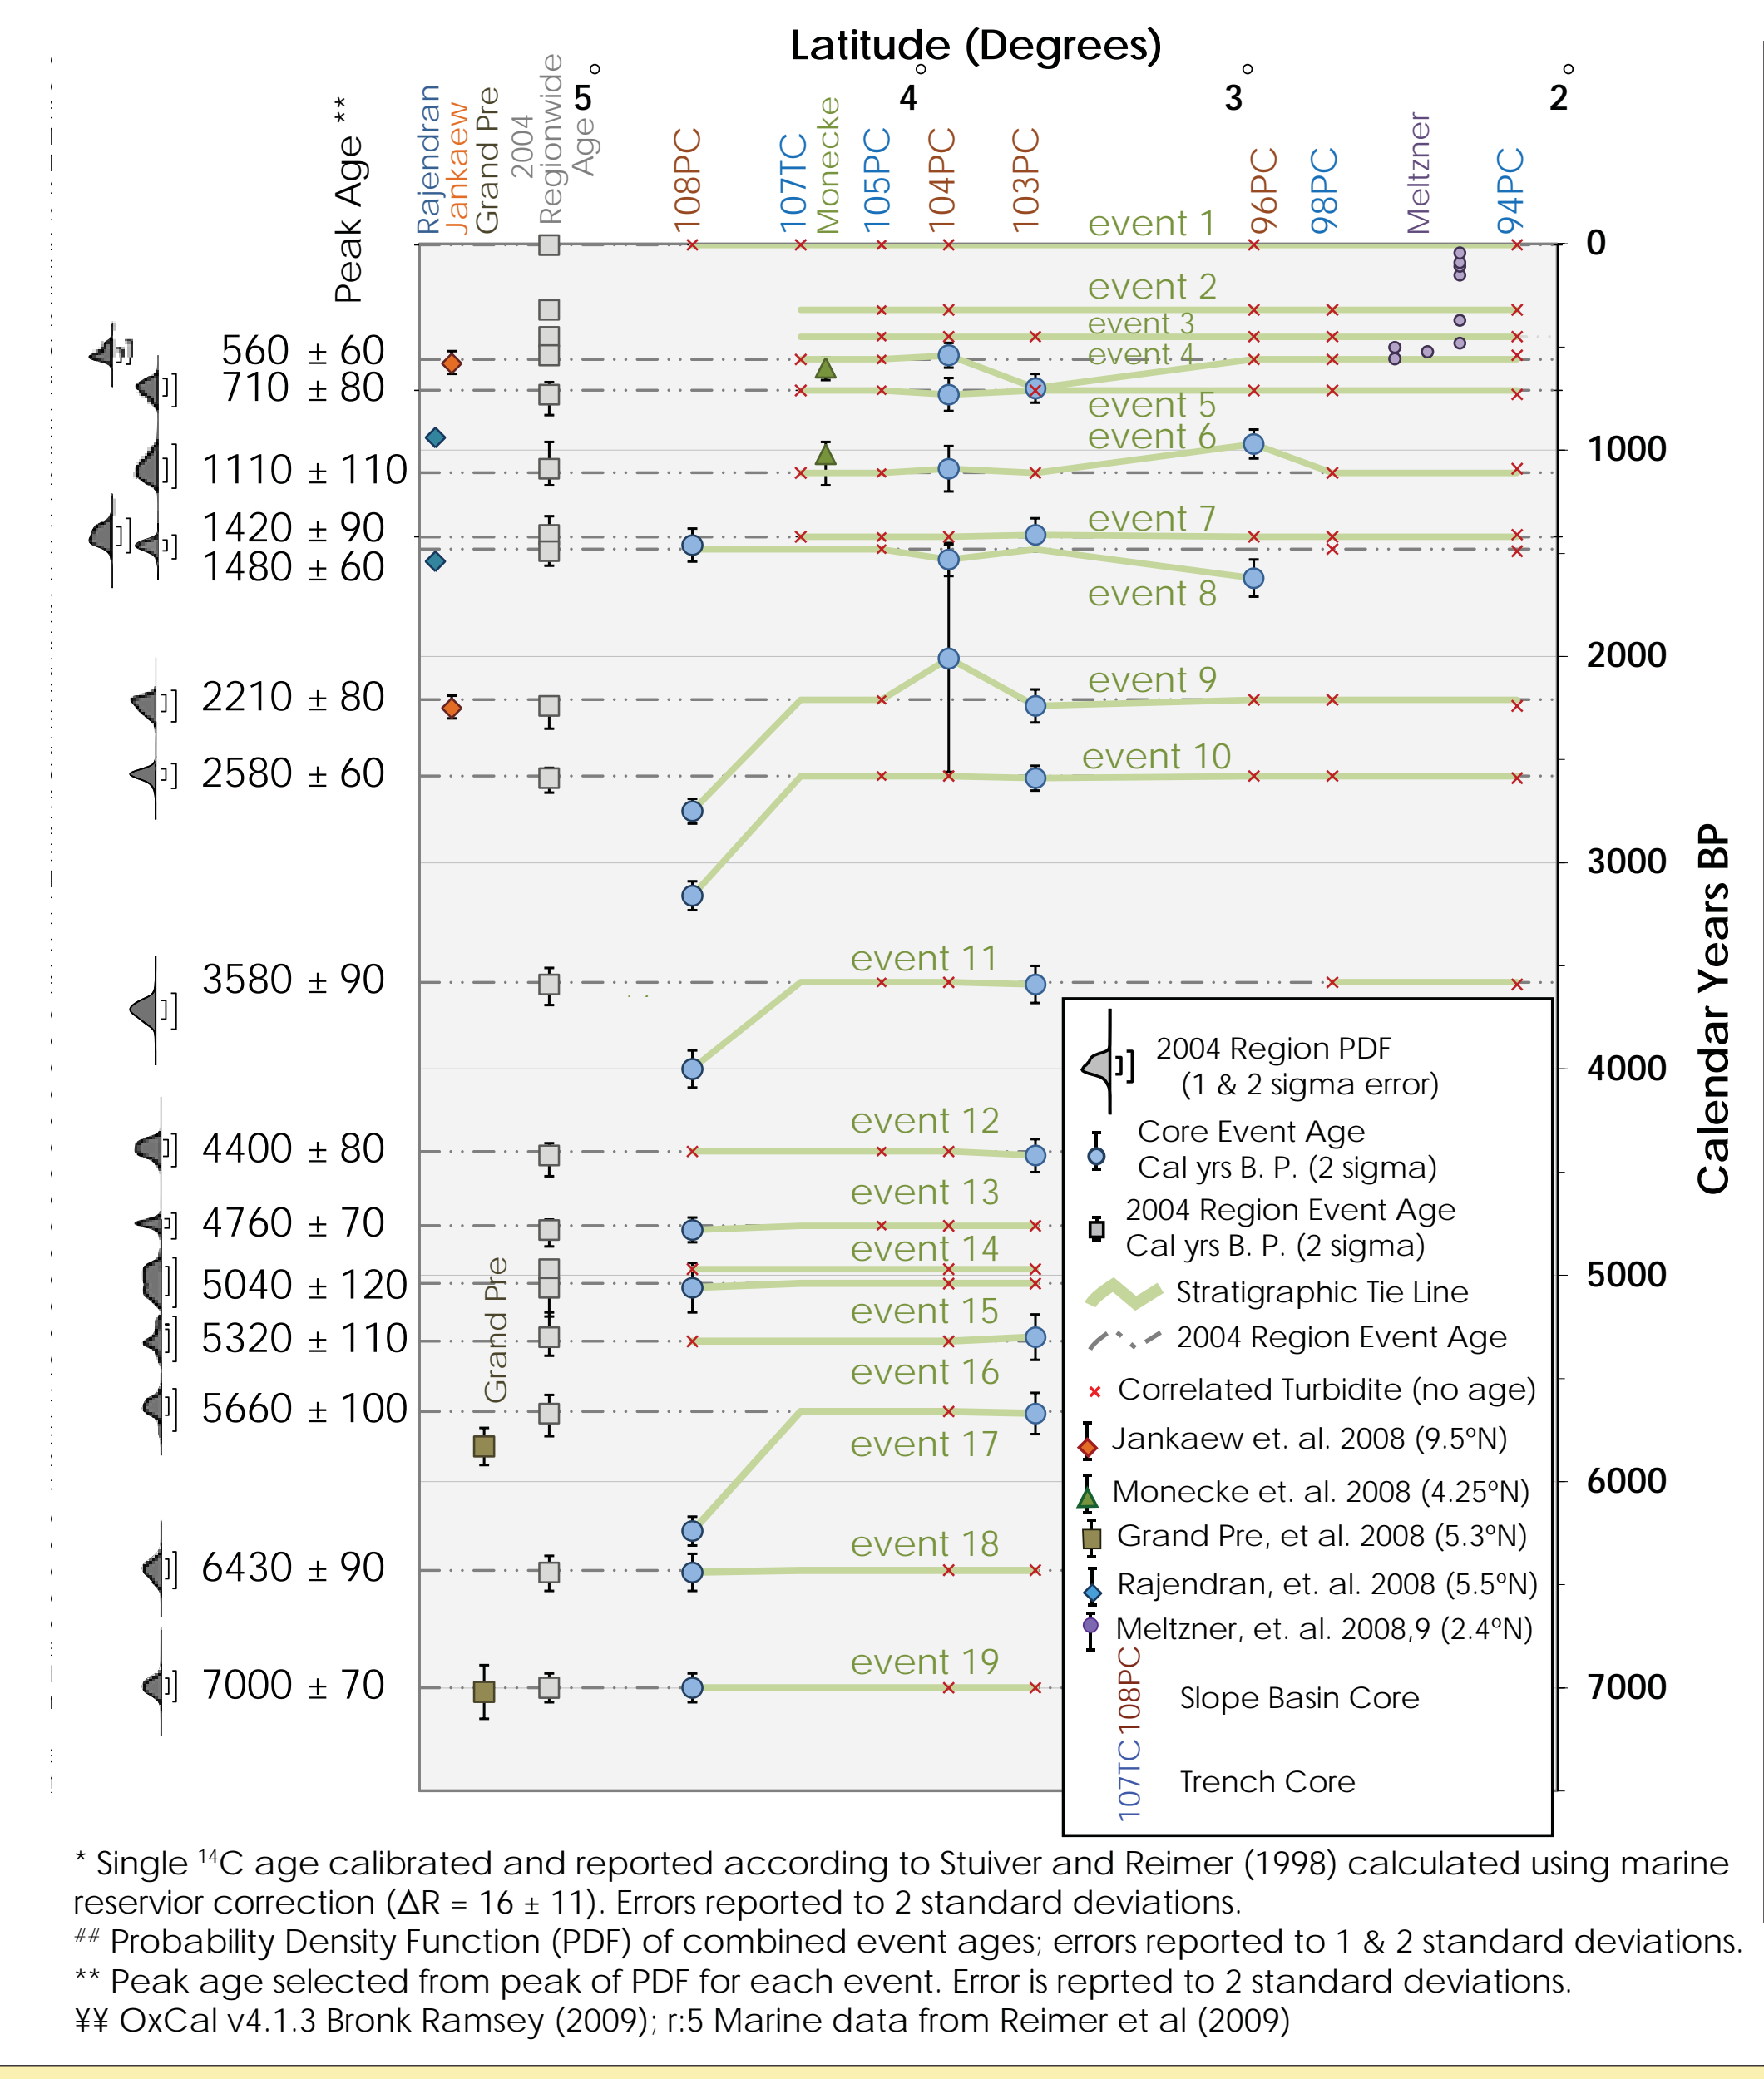 Latitude (Degrees)
5°
4°
3°
2°
Peak Age **
Rajendran
Jankaew
Grand Pre
2004
Regionwide
Age
108PC
107TC
Monecke
105PC
104PC
103PC
96PC
98PC
Meltzner
94PC
event 1
event 2
event 3
event 4
event 5
event 6
event 7
event 8
event 9
event 10
event 11
event 12
event 13
event 14
event 15
event 16
event 17
event 18
event 19
560 ± 60
710 ± 80
1110 ± 110
1420 ± 90
1480 ± 60
2210 ± 80
2580 ± 60
3580 ± 90
4400 ± 80
4760 ± 70
5040 ± 120
5320 ± 110
5660 ± 100
6430 ± 90
7000 ± 70
Grand Pre
0
1000
2000
3000
4000
5000
6000
7000
Calendar Years BP
2004 Region PDF
(1 & 2 sigma error)
Core Event Age
Cal yrs B. P. (2 sigma)
2004 Region Event Age
Cal yrs B. P. (2 sigma)
Stratigraphic Tie Line
2004 Region Event Age
Correlated Turbidite (no age)
Jankaew et. al. 2008 (9.5ºN)
Monecke et. al. 2008 (4.25ºN)
Grand Pre, et al. 2008 (5.3ºN)
Rajendran, et. al. 2008 (5.5ºN)
Meltzner, et. al. 2008,9 (2.4ºN)
108PC
Slope Basin Core
107TC
Trench Core
* Single ¹⁴C age calibrated and reported according to Stuiver and Reimer (1998) calculated using marine
reservior correction (ΔR = 16 ± 11). Errors reported to 2 standard deviations.
## Probability Density Function (PDF) of combined event ages; errors reported to 1 & 2 standard deviations.
** Peak age selected from peak of PDF for each event. Error is reprted to 2 standard deviations.
¥¥ OxCal v4.1.3 Bronk Ramsey (2009); r:5 Marine data from Reimer et al (2009)